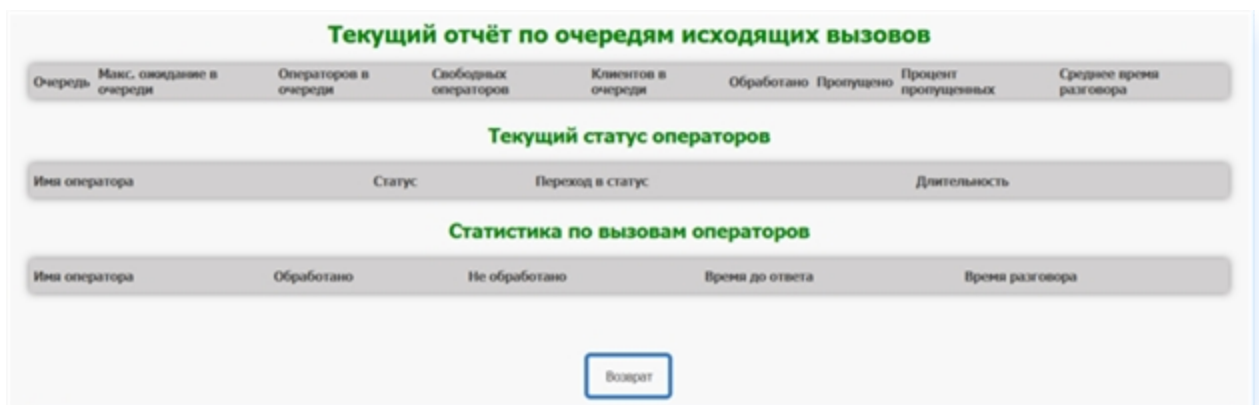 Текущий отчёт по очередям исходящих вызовов
Очередь Макс. ожидание в очереди Операторов в очереди Свободных операторов Клиентов в очереди Обработано Пропущено Процент пропущенных Среднее время разговора
Текущий статус операторов
Имя оператора Статус Переход в статус Длительность
Статистика по вызовам операторов
Имя оператора Обработано Не обработано Время до ответа Время разговора
Возврат